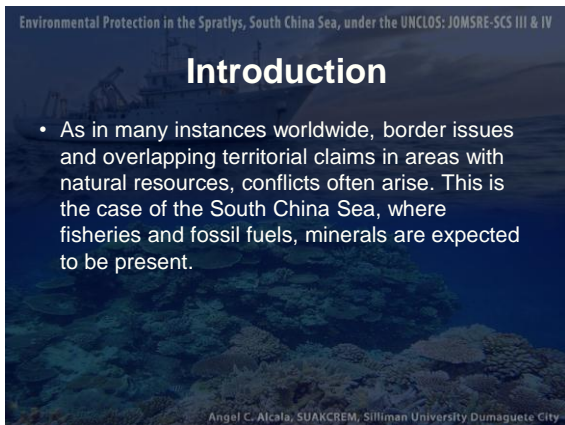 Environmental Protection in the Spratlys, South China Sea, under the UNCLOS: JOMSRE-SCS III & IV
Introduction
• As in many instances worldwide, border issues
and overlapping territorial claims in areas with
natural resources, conflicts often arise. This is
the case of the South China Sea, where
fisheries and fossil fuels, minerals are expected
to be present.
Angel C. Alcala, SUAKCREM, Silliman University Dumaguete City